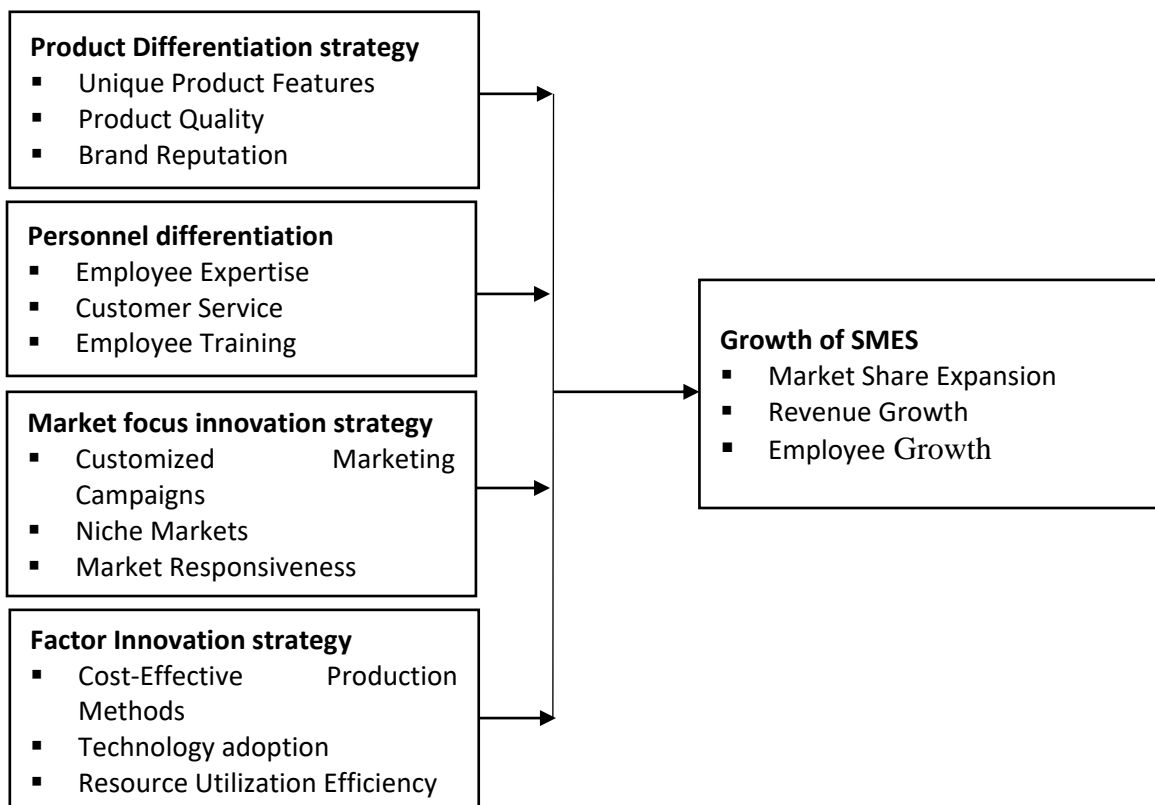 Product Differentiation strategy
▪ Unique Product Features
▪ Product Quality
▪ Brand Reputation
Personnel differentiation
▪ Employee Expertise
▪ Customer Service
▪ Employee Training
Market focus innovation strategy
▪ Customized Marketing
Campaigns
▪ Niche Markets
▪ Market Responsiveness
Factor Innovation strategy
▪ Cost-Effective Production
Methods
▪ Technology adoption
▪ Resource Utilization Efficiency
Growth of SMES
▪ Market Share Expansion
▪ Revenue Growth
▪ Employee Growth